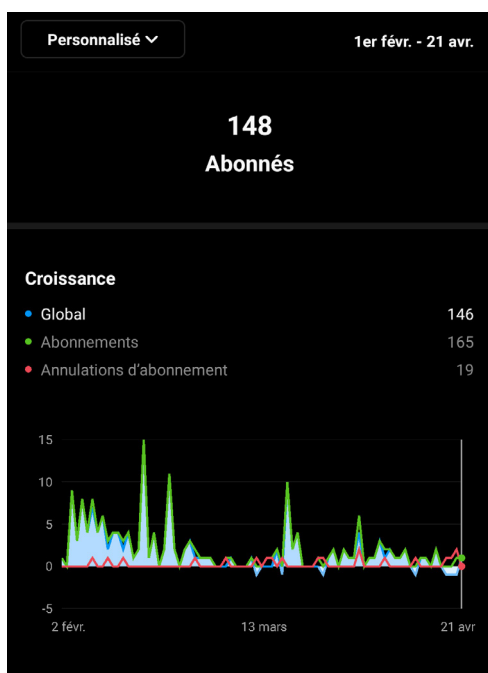 Personnalisé
1er févr. - 21 avr.
148
Abonnés
Croissance
Global 146
Abonnements 165
Annulations d'abonnement 19
15
10
5
0
-5
2 févr. 13 mars 21 avr